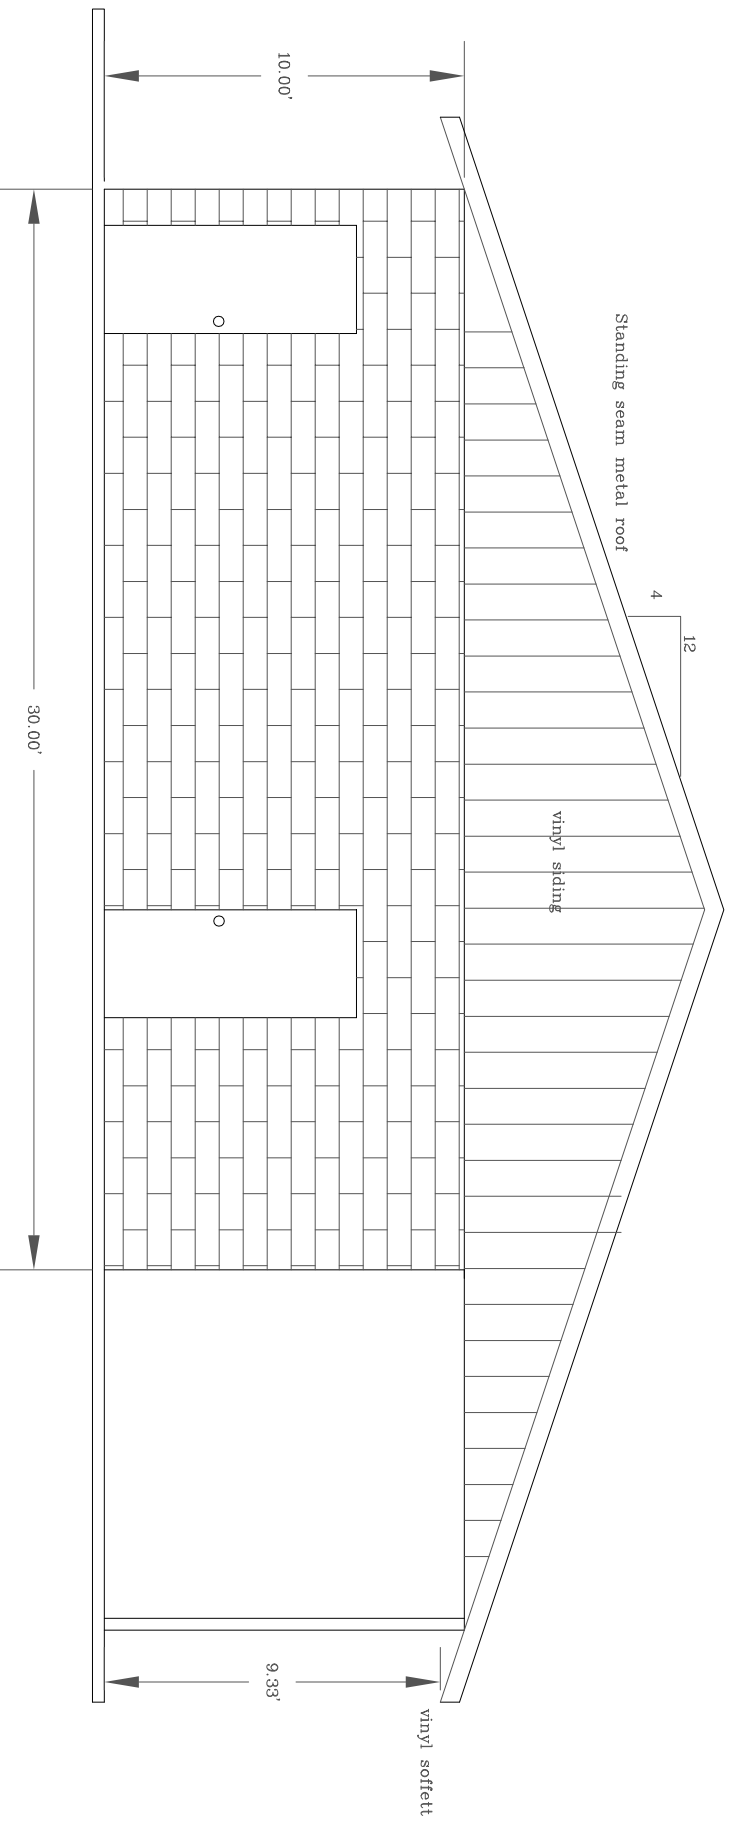 Standing seam metal roof
4
12
vinyl siding
10.00'
9.33'
vinyl soffett
30.00'